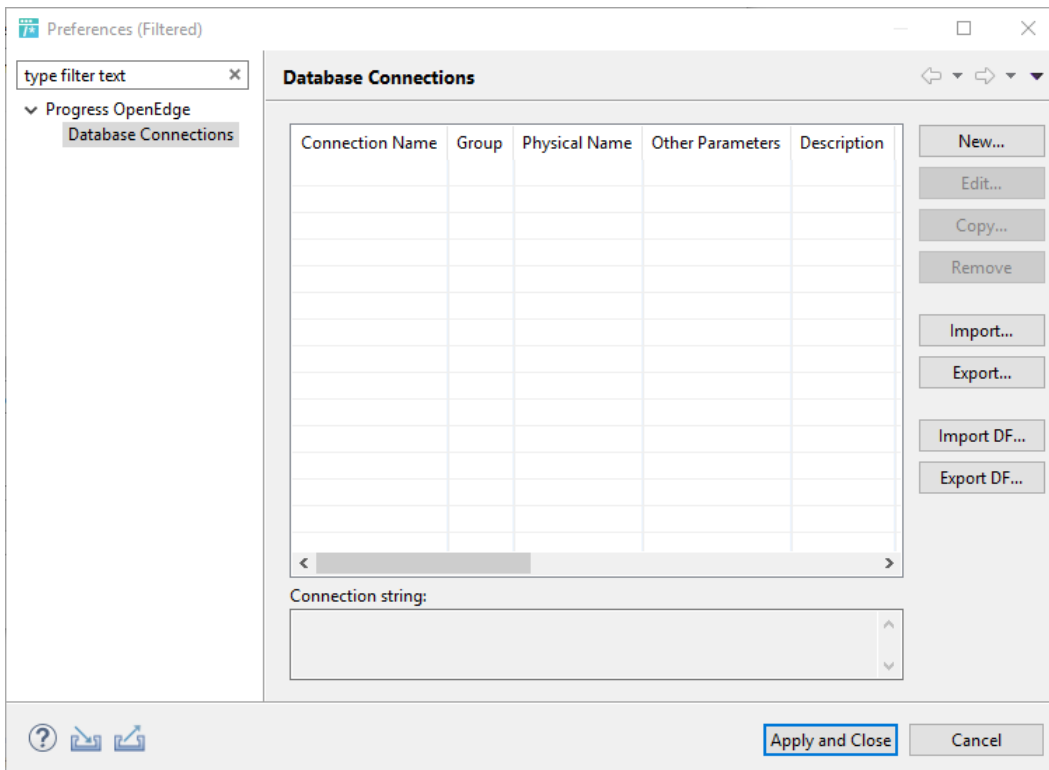 Preferences (Filtered)
type filter text
Progress OpenEdge
Database Connections
Database Connections
Connection Name Group Physical Name Other Parameters Description
New...
Edit...
Copy...
Remove
Import...
Export...
Import DF...
Export DF...
Connection string:
Apply and Close
Cancel